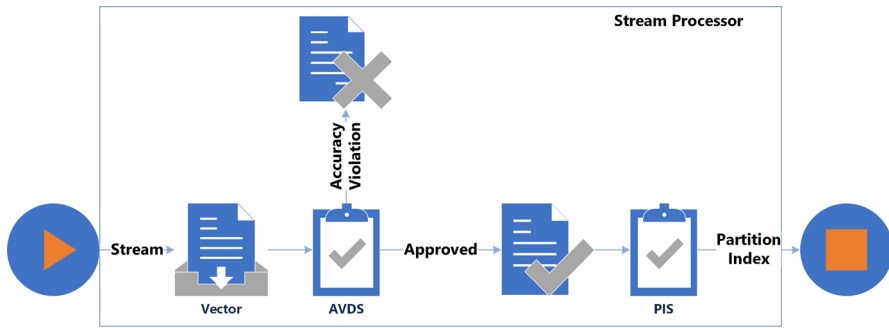 Stream Processor
Accuracy
Violation
Stream
Approved
Partition
Index
Vector
AVDS
PIS